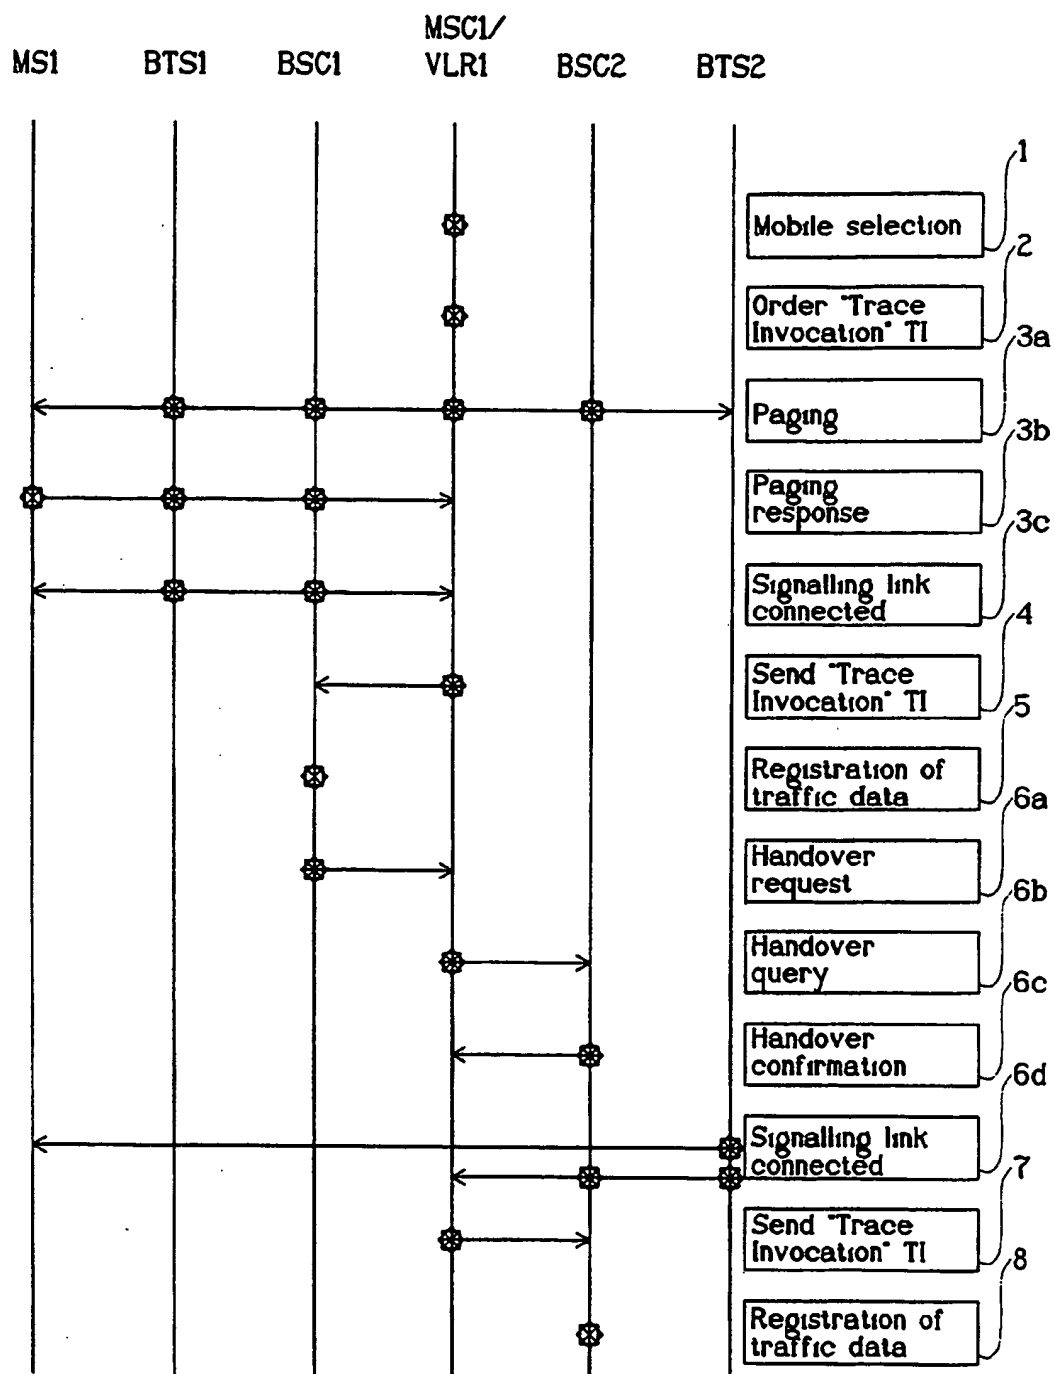 MSC1/
MS1 BTS1 BSC1 VLR1 BSC2 BTS2
1
Mobile selection
2
Order "Trace
Invocation" TI
3a
Paging
3b
Paging
response
3c
Signalling link
connected
4
Send "Trace
Invocation" TI
5
Registration of
traffic data
6a
Handover
request
6b
Handover
query
6c
Handover
confirmation
6d
Signalling link
connected
7
Send "Trace
Invocation" TI
8
Registration of
traffic data